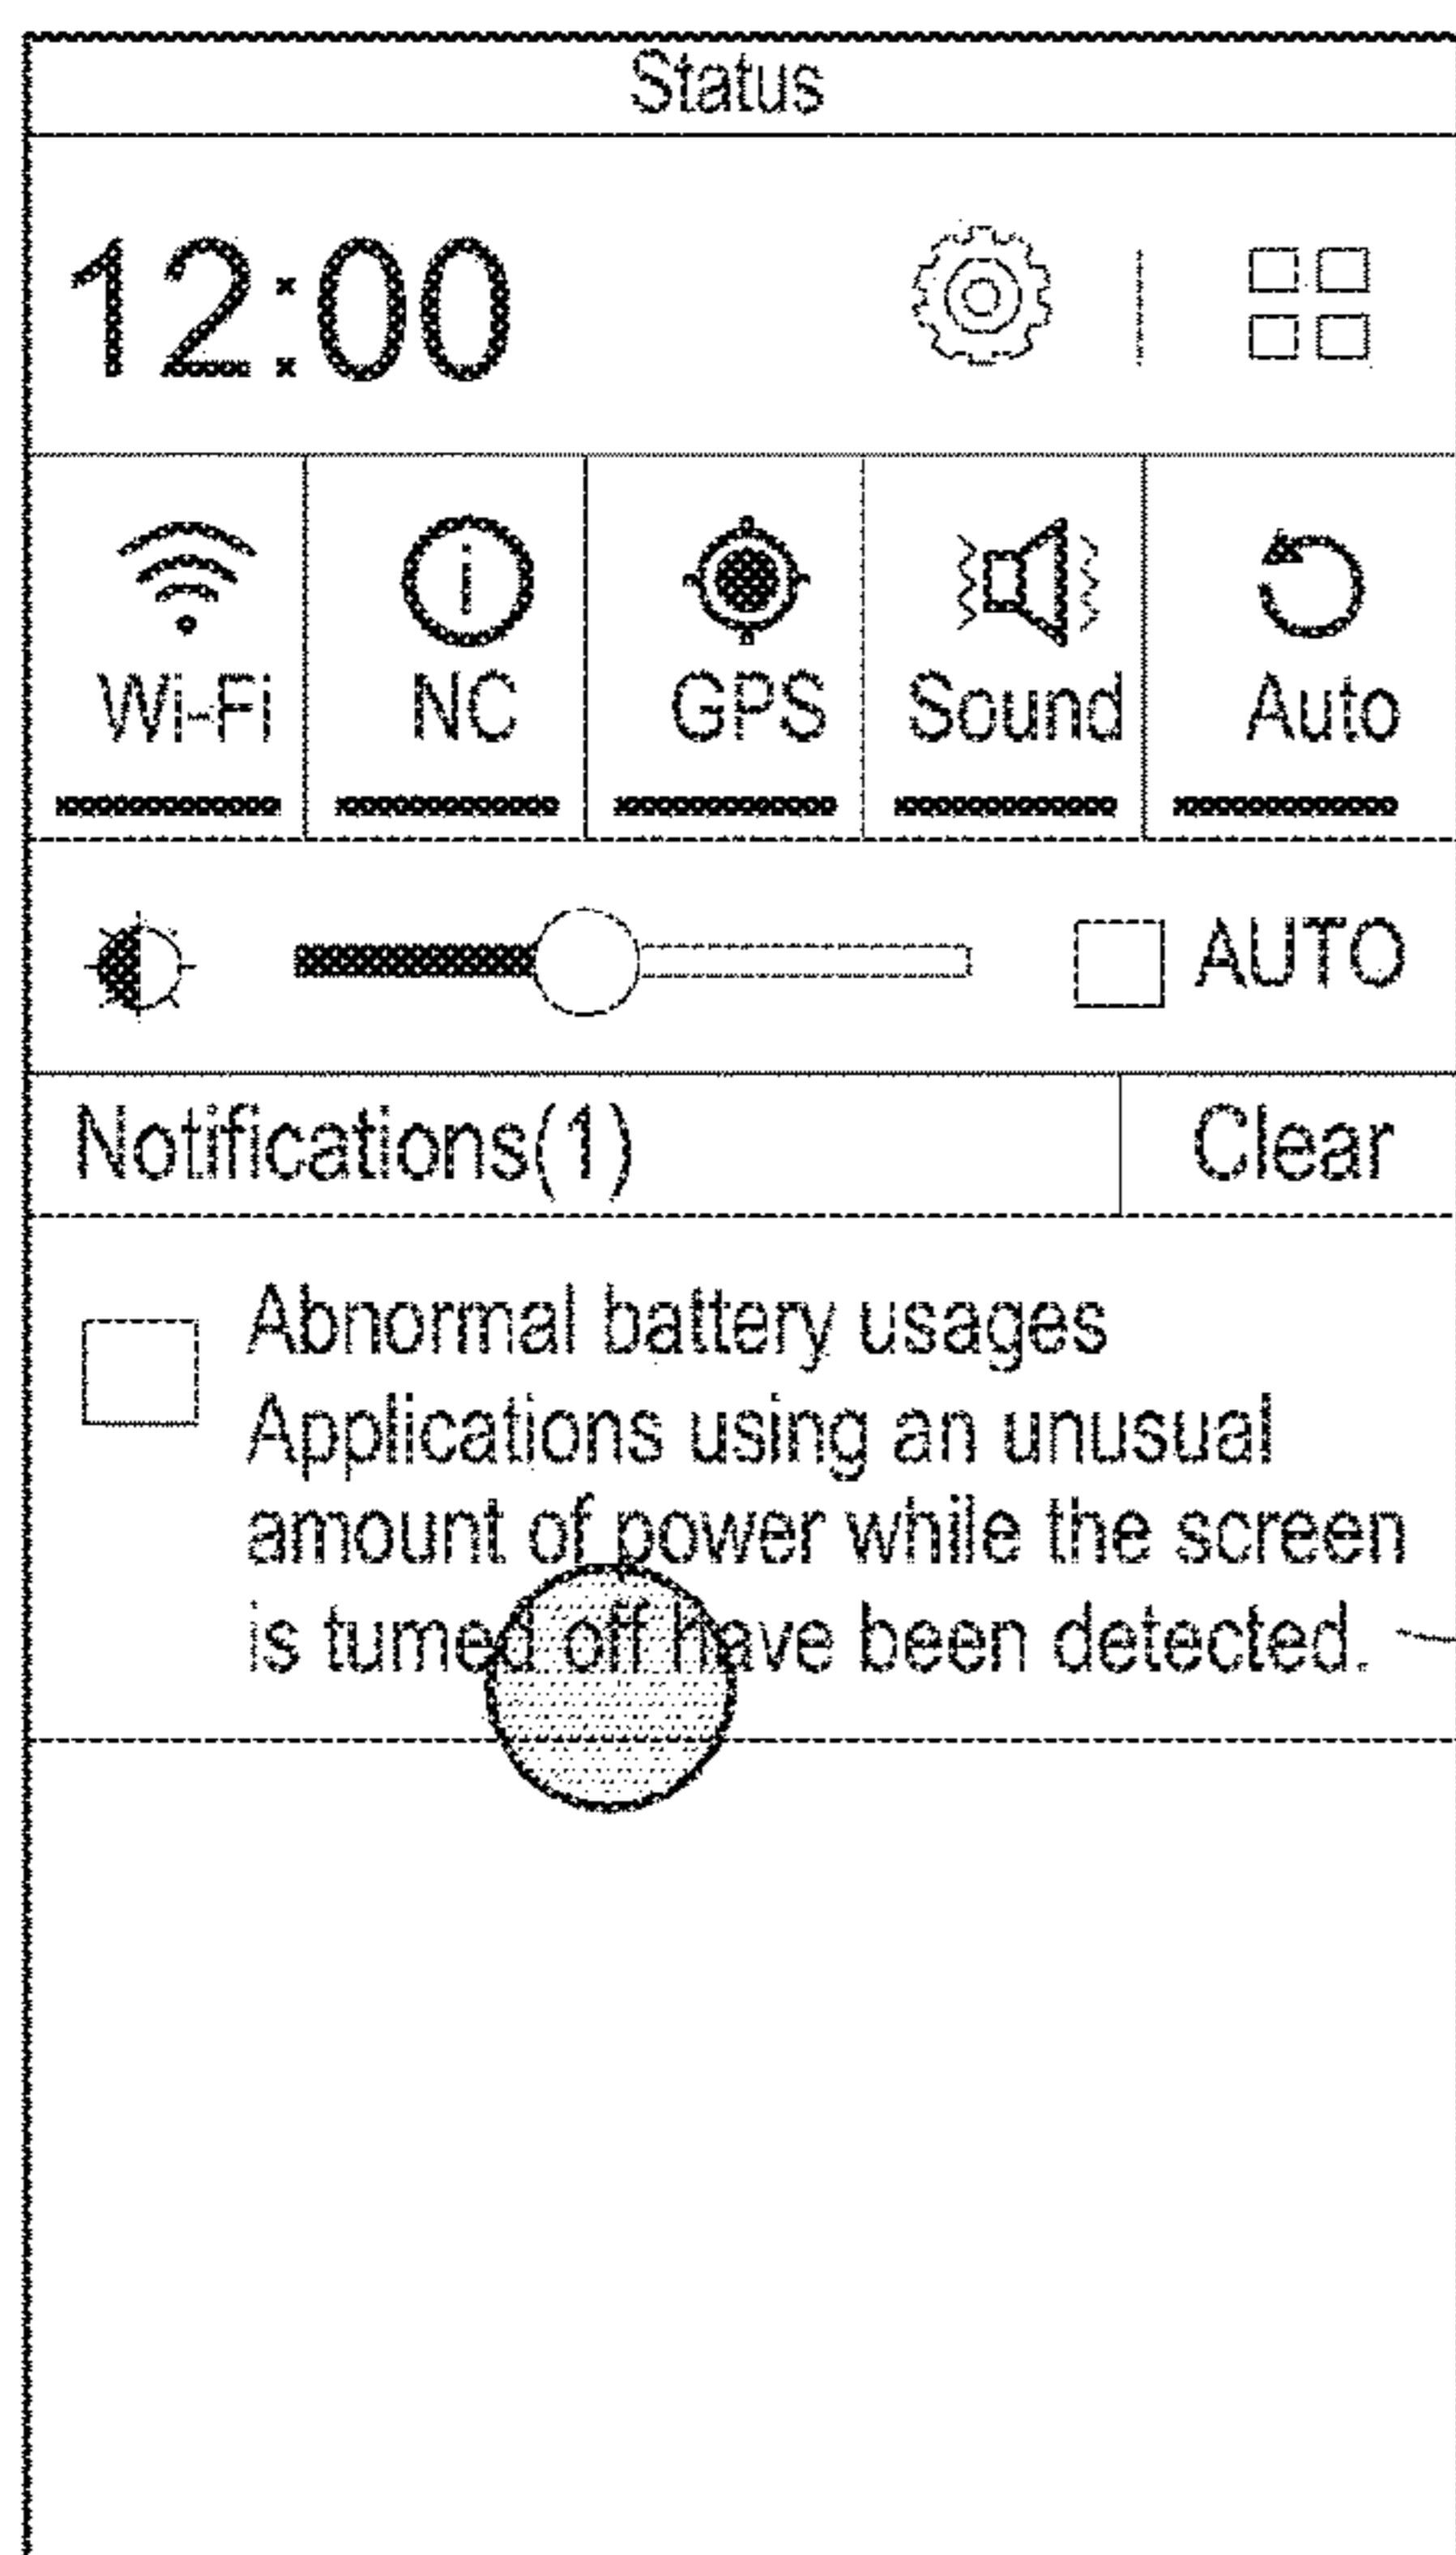 Status
12:00
Wi-Fi NC GPS Sound Auto
AUTO
Notifications(1) Clear
Abnormal battery usages
Applications using an unusual
amount of power while the screen
is turned off have been detected.